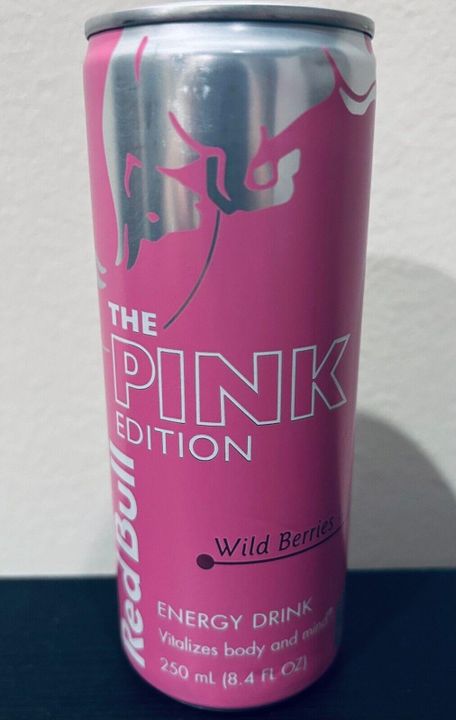 THE
PINK
EDITION
Red Bull
Wild Berries
ENERGY DRINK
Vitalizes body and mind®
250 mL (8.4 fL OZ)